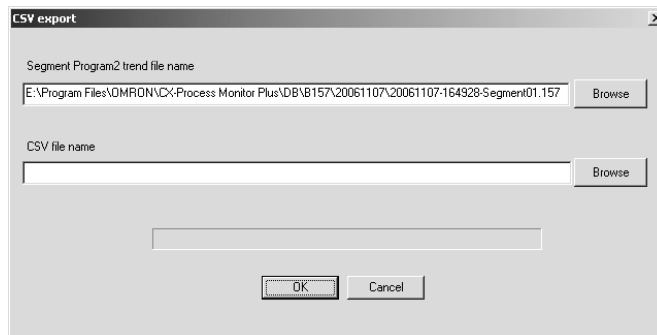 CSV export
Segment Program2 trend file name
E:\Program Files\OMRON\CX-Process Monitor Plus\DB\B157\20061107\20061107-164928-Segment01.157
Browse
CSV file name
Browse
OK Cancel